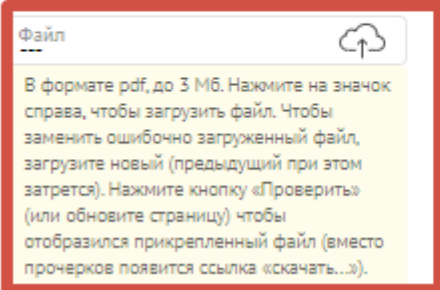 Файл
---
В формате pdf, до 3 Мб. Нажмите на значок
справа, чтобы загрузить файл. Чтобы
заменить ошибочно загруженный файл,
загрузите новый (предыдущий при этом
затрется). Нажмите кнопку «Проверить»
(или обновите страницу) чтобы
отобразился прикрепленный файл (вместо
прочерков появится ссылка «скачать...»).